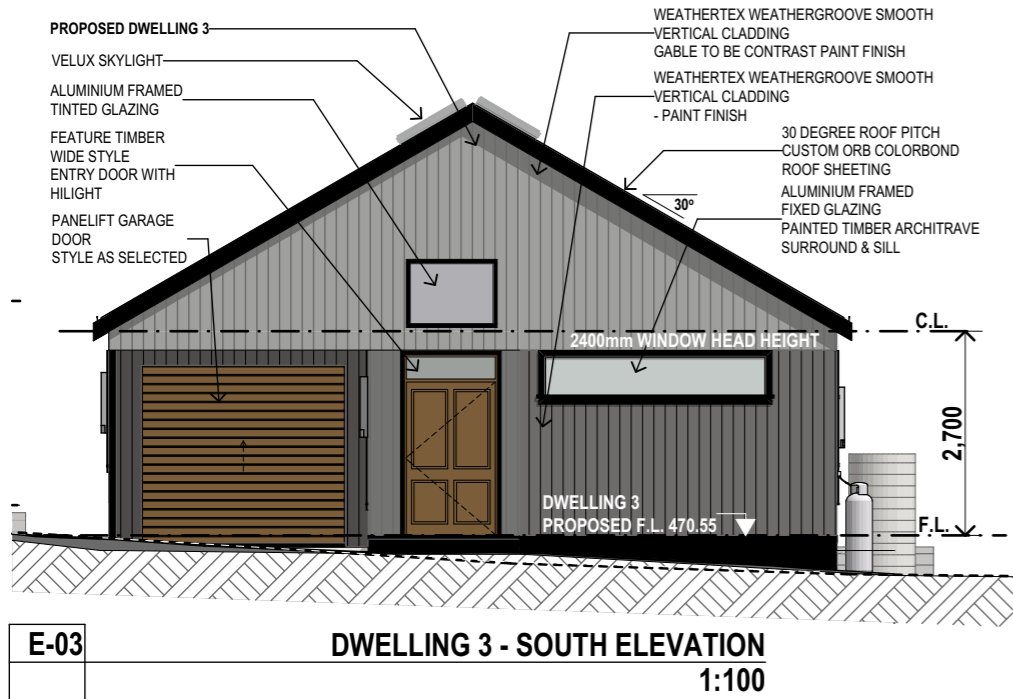 PROPOSED DWELLING 3
VELUX SKYLIGHT
ALUMINIUM FRAMED
TINTED GLAZING
FEATURE TIMBER
WIDE STYLE
ENTRY DOOR WITH
HILIGHT
PANELIFT GARAGE
DOOR
STYLE AS SELECTED
WEATHERTEX WEATHERGROOVE SMOOTH
VERTICAL CLADDING
GABLE TO BE CONTRAST PAINT FINISH
WEATHERTEX WEATHERGROOVE SMOOTH
VERTICAL CLADDING
- PAINT FINISH
30 DEGREE ROOF PITCH
CUSTOM ORB COLORBOND
ROOF SHEETING
30°
ALUMINIUM FRAMED
FIXED GLAZING
PAINTED TIMBER ARCHITRAVE
SURROUND & SILL
C.L.
2400mm WINDOW HEAD HEIGHT
2,700
DWELLING 3
PROPOSED F.L. 470.55
F.L.
E-03
DWELLING 3 - SOUTH ELEVATION
1:100